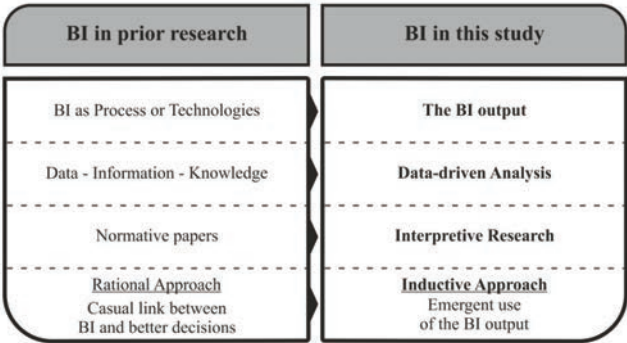 BI in prior research
BI in this study
BI as Process or Technologies
The BI output
Data - Information - Knowledge
Data-driven Analysis
Normative papers
Interpretive Research
Rational Approach
Casual link between
BI and better decisions
Inductive Approach
Emergent use
of the BI output